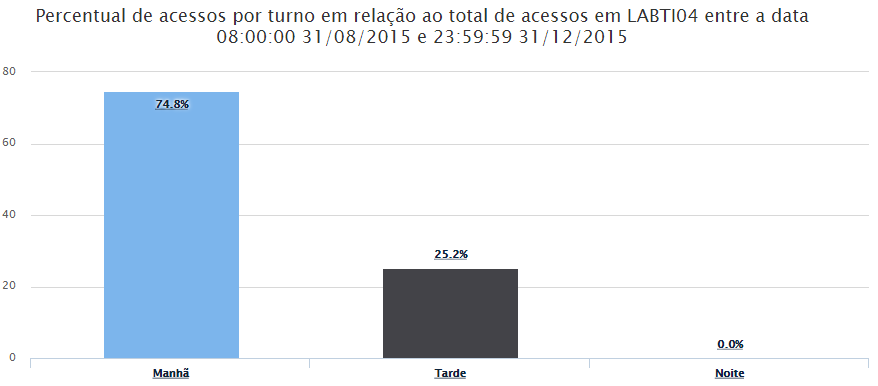 Percentual de acessos por turno em relação ao total de acessos em LABTI04 entre a data
08:00:00 31/08/2015 e 23:59:59 31/12/2015
80
74.8%
60
40
25.2%
20
0.0%
0
Manhã
Tarde
Noite